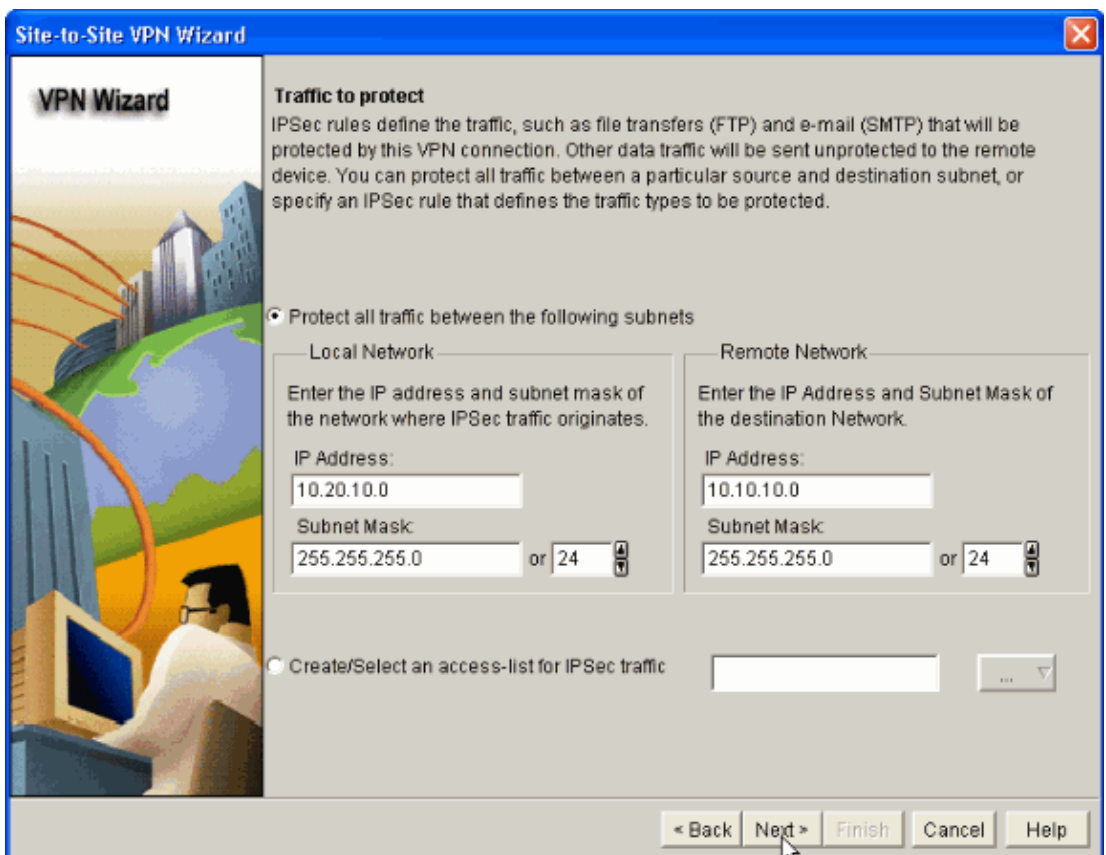 Site-to-Site VPN Wizard
VPN Wizard
Traffic to protect
IPSec rules define the traffic, such as file transfers (FTP) and e-mail (SMTP) that will be
protected by this VPN connection. Other data traffic will be sent unprotected to the remote
device. You can protect all traffic between a particular source and destination subnet, or
specify an IPSec rule that defines the traffic types to be protected.
Protect all traffic between the following subnets
Local Network
Enter the IP address and subnet mask of
the network where IPSec traffic originates.
IP Address:
10.20.10.0
Subnet Mask:
255.255.255.0 or 24
Remote Network
Enter the IP Address and Subnet Mask of
the destination Network.
IP Address:
10.10.10.0
Subnet Mask:
255.255.255.0 or 24
Create/Select an access-list for IPSec traffic
...
< Back Next > Finish Cancel Help